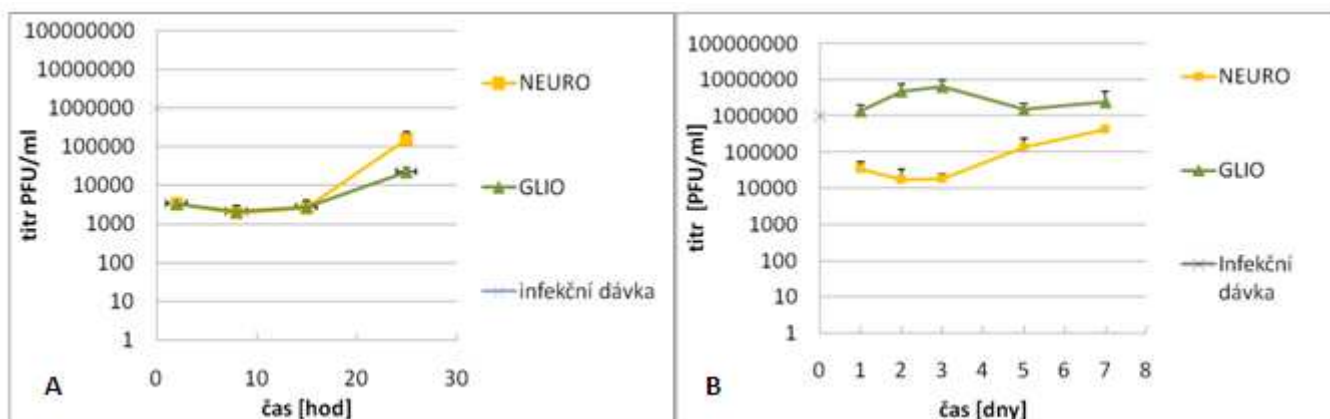 100000000
10000000
1000000
100000
10000
1000
100
10
1
titr PFU/ml
0 10 20 30
čas [hod]
NEURO
GLIO
infekční dávka
A
100000000
10000000
1000000
100000
10000
1000
100
10
1
titr [PFU/ml]
0 1 2 3 4 5 6 7 8
čas [dny]
NEURO
GLIO
Infekční
dávka
B